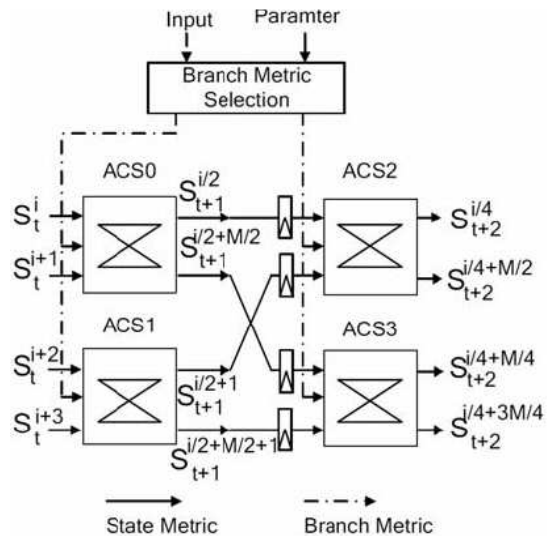 Input Paramter
Branch Metric
Selection
ACS0
ACS2
S_t^i
S_t^{i+1}
S_{t+1}^{i/2}
S_{t+1}^{i/2+M/2}
S_{t+2}^{i/4}
S_{t+2}^{i/4+M/2}
ACS1
ACS3
S_t^{i+2}
S_t^{i+3}
S_{t+1}^{i/2+1}
S_{t+1}^{i/2+M/2+1}
S_{t+2}^{i/4+M/4}
S_{t+2}^{i/4+3M/4}
State Metric
Branch Metric